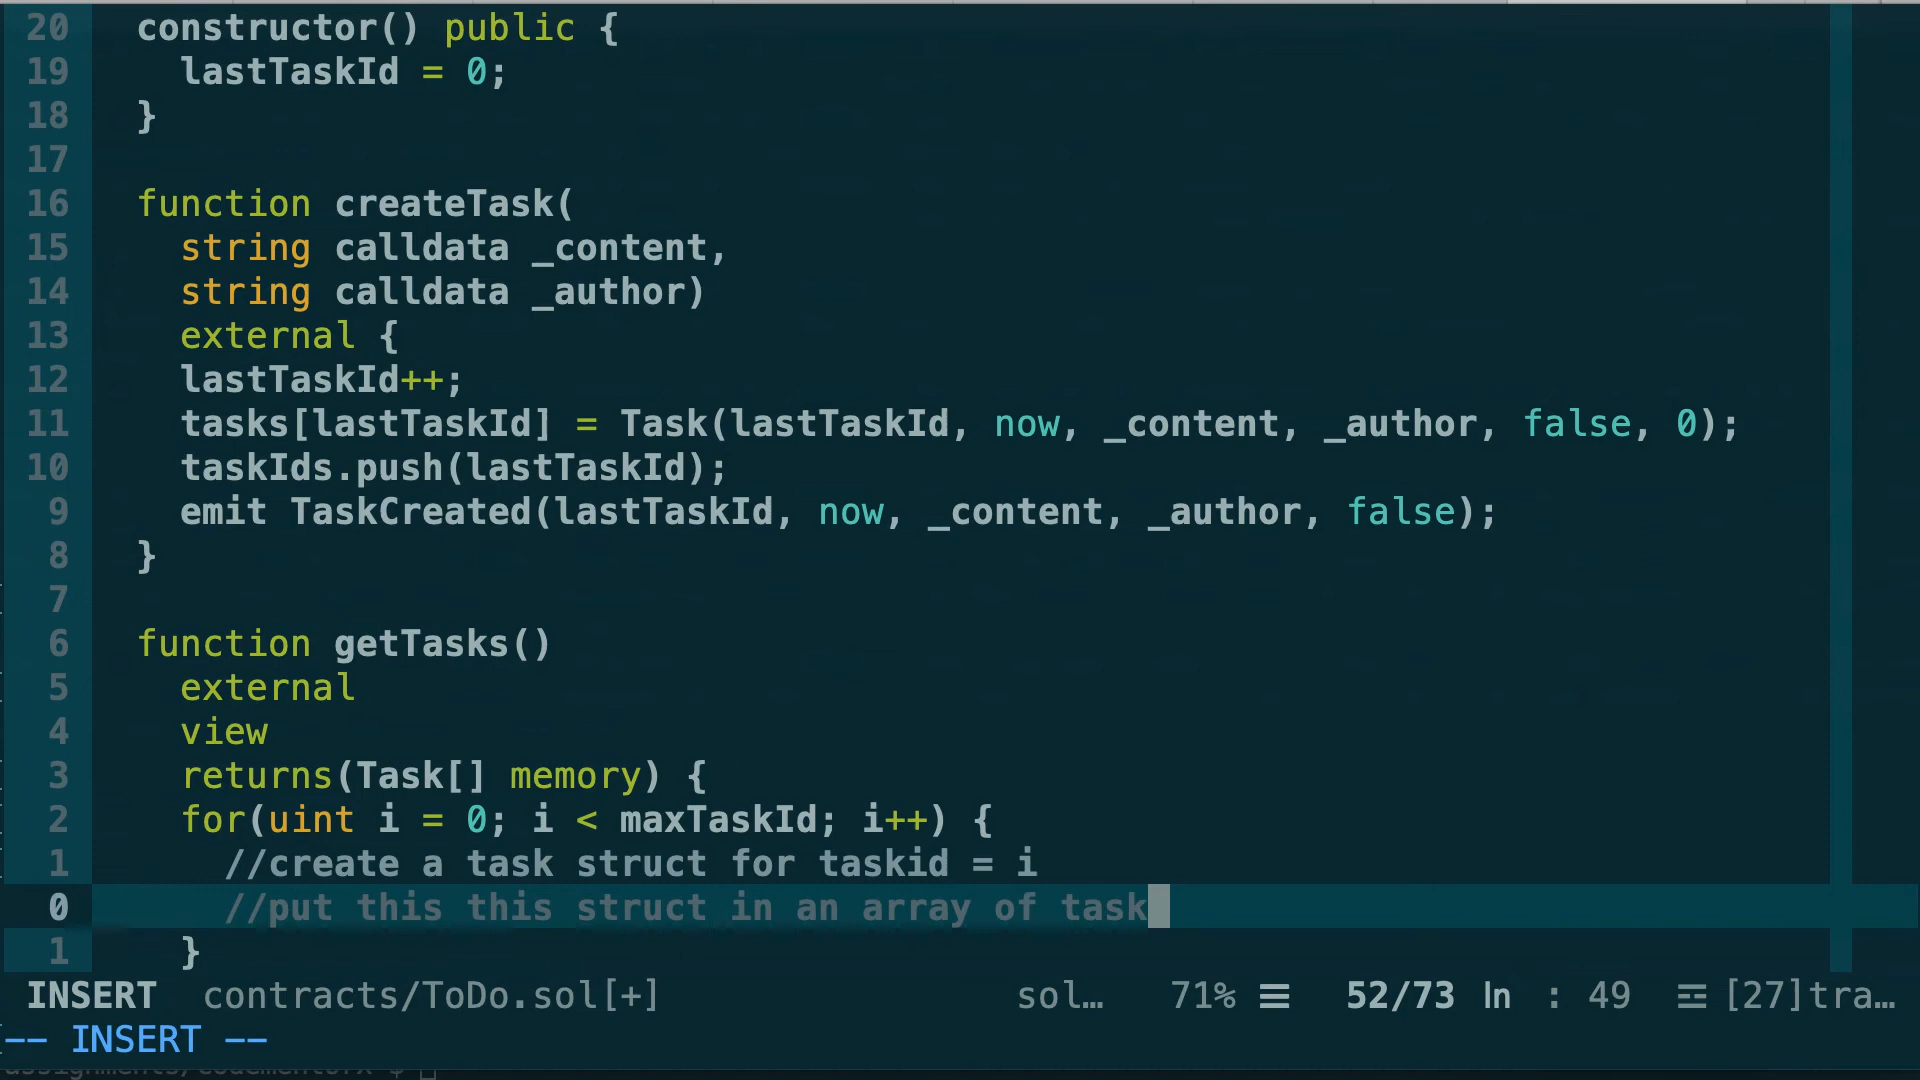 20 constructor() public {
19 lastTaskId = 0;
18 }
17
16 function createTask(
15 string calldata _content,
14 string calldata _author)
13 external {
12 lastTaskId++;
11 tasks[lastTaskId] = Task(lastTaskId, now, _content, _author, false, 0);
10 taskIds.push(lastTaskId);
9 emit TaskCreated(lastTaskId, now, _content, _author, false);
8 }
7
6 function getTasks()
5 external
4 view
3 returns(Task[] memory) {
2 for(uint i = 0; i < maxTaskId; i++) {
1 //create a task struct for taskid = i
0 //put this this struct in an array of task
1 }
INSERT contracts/ToDo.sol[+] sol… 71% ☰ 52/73 ln : 49 ☲ [27]tra…
-- INSERT --